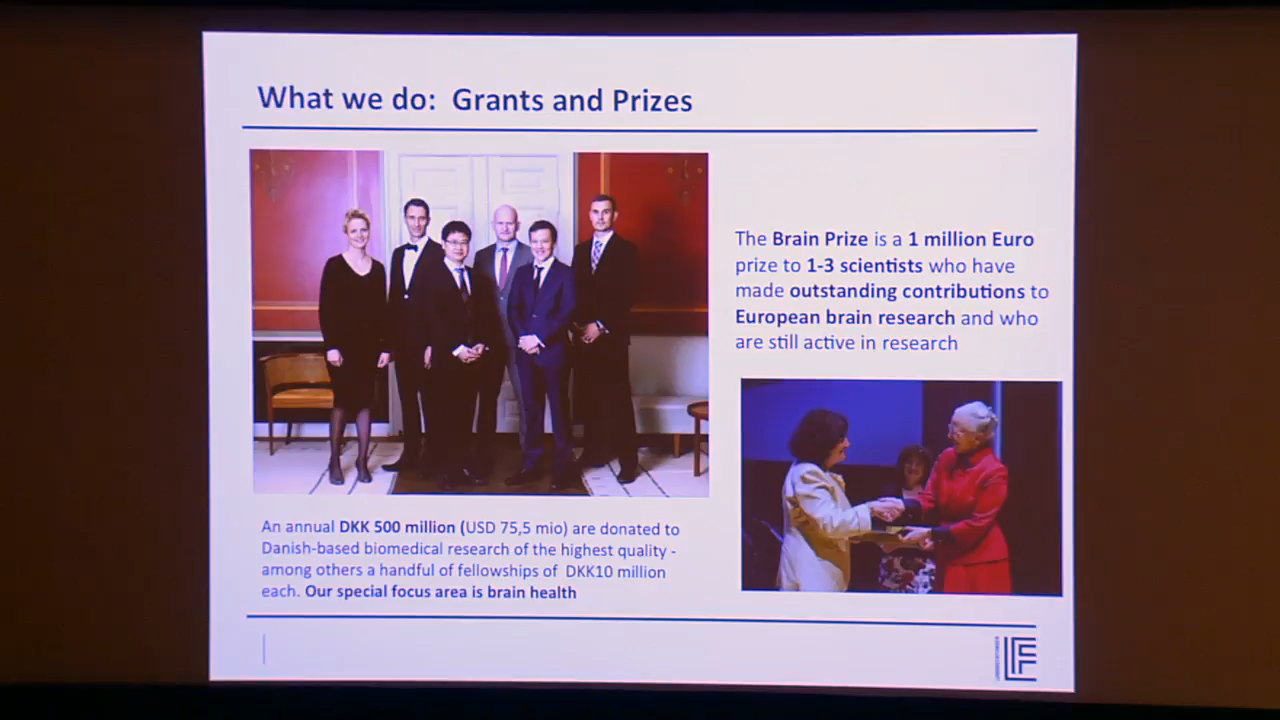 What we do: Grants and Prizes
The Brain Prize is a 1 million Euro
prize to 1-3 scientists who have
made outstanding contributions to
European brain research and who
are still active in research
An annual DKK 500 million (USD 75,5 mio) are donated to
Danish-based biomedical research of the highest quality -
among others a handful of fellowships of DKK10 million
each. Our special focus area is brain health